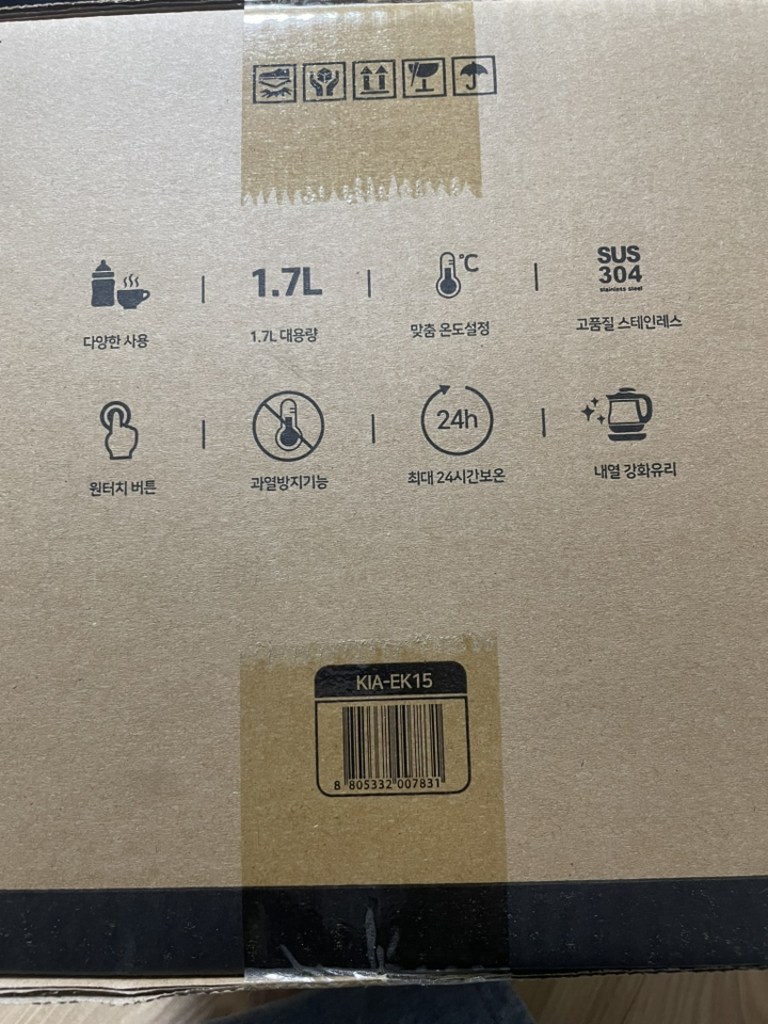 1.7L
°C
SUS
304
stainless steel
다양한 사용
1.7L 대용량
맞춤 온도설정
고품질 스테인레스
24h
원터치 버튼
과열방지기능
최대 24시간보온
내열 강화유리
KIA-EK15
8 805332 007831